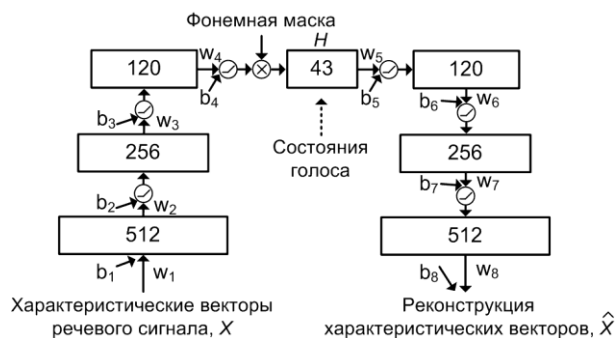 Фонемная маска
H
120
w4
b4
43
w5
b5
120
b3
w3
b6
w6
256
Состояния
голоса
256
b2
w2
b7
w7
512
512
b1
w1
b8
w8
Характеристические векторы
речевого сигнала, X
Реконструкция
характеристических векторов, X̂